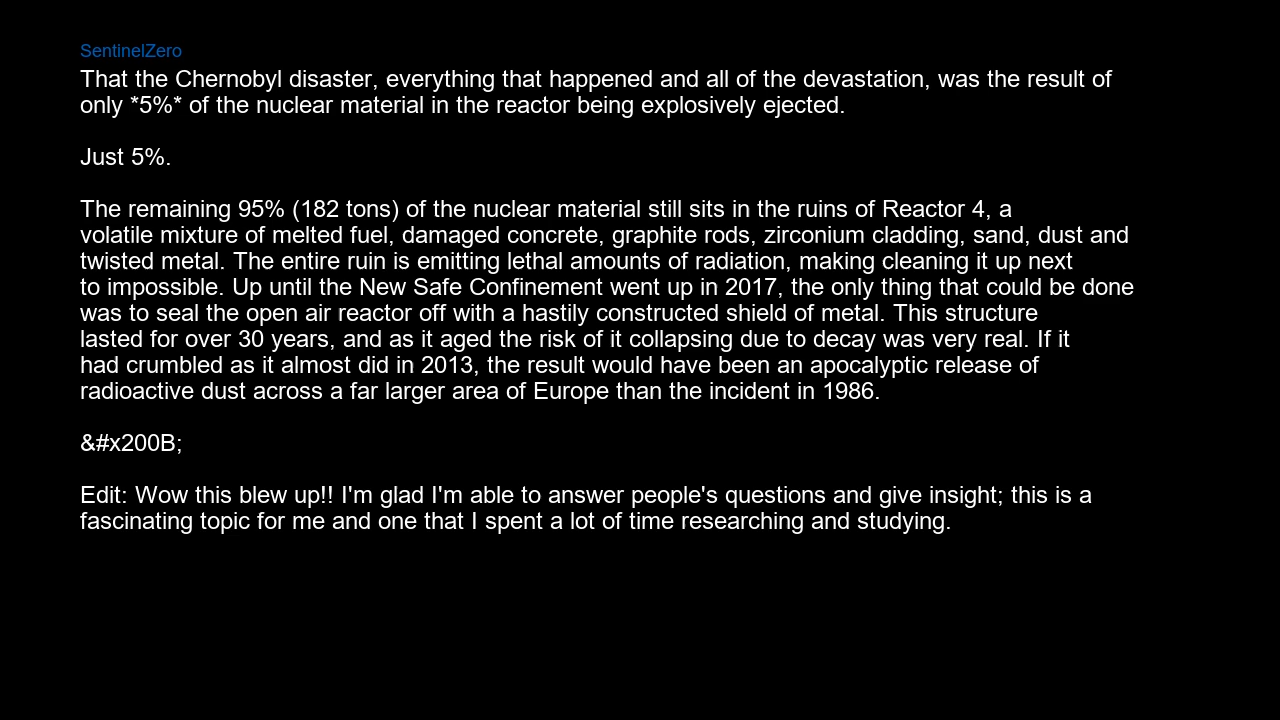 SentinelZero
That the Chernobyl disaster, everything that happened and all of the devastation, was the result of
only *5%* of the nuclear material in the reactor being explosively ejected.
Just 5%.
The remaining 95% (182 tons) of the nuclear material still sits in the ruins of Reactor 4, a
volatile mixture of melted fuel, damaged concrete, graphite rods, zirconium cladding, sand, dust and
twisted metal. The entire ruin is emitting lethal amounts of radiation, making cleaning it up next
to impossible. Up until the New Safe Confinement went up in 2017, the only thing that could be done
was to seal the open air reactor off with a hastily constructed shield of metal. This structure
lasted for over 30 years, and as it aged the risk of it collapsing due to decay was very real. If it
had crumbled as it almost did in 2013, the result would have been an apocalyptic release of
radioactive dust across a far larger area of Europe than the incident in 1986.
&#x200B;
Edit: Wow this blew up!! I'm glad I'm able to answer people's questions and give insight; this is a
fascinating topic for me and one that I spent a lot of time researching and studying.